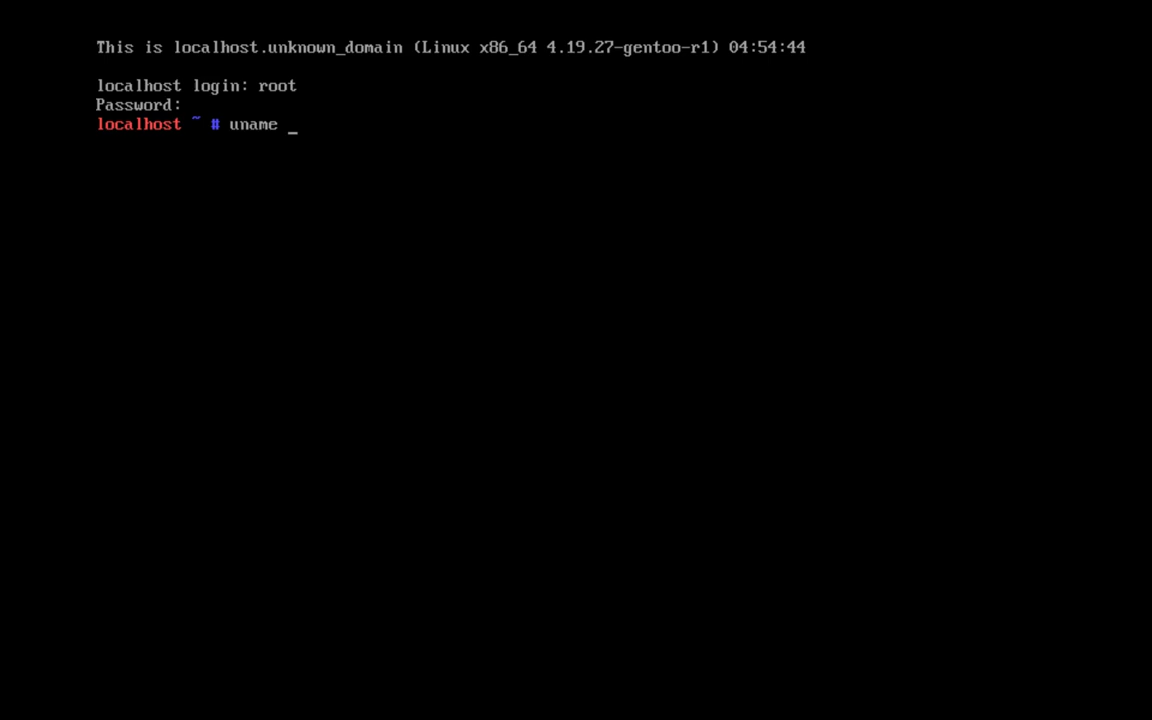 This is localhost.unknown_domain (Linux x86_64 4.19.27-gentoo-r1) 04:54:44
localhost login: root
Password:
localhost ~ # uname _